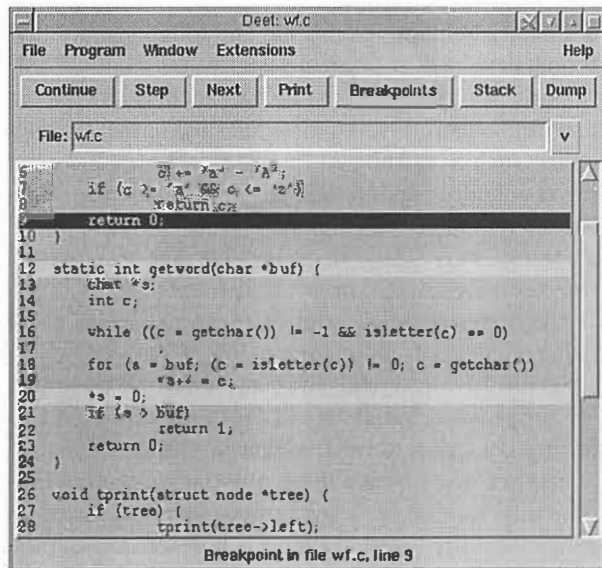 Deet: wf.c
File Program Window Extensions Help
Continue Step Next Print Breakpoints Stack Dump
File: wf.c v
6 c += 'a' - 'A';
7 if (c >= 'a' && c <= 'z')
8 return c;
9 return 0;
10 }
11
12 static int getword(char *buf) {
13 char *s;
14 int c;
15
16 while ((c = getchar()) != -1 && isletter(c) == 0)
17 ;
18 for (s = buf; (c = isletter(c)) != 0; c = getchar())
19 *s++ = c;
20 *s = 0;
21 if (s > buf)
22 return 1;
23 return 0;
24 }
25
26 void tprint(struct node *tree) {
27 if (tree) {
28 tprint(tree->left);
Breakpoint in file wf.c, line 9